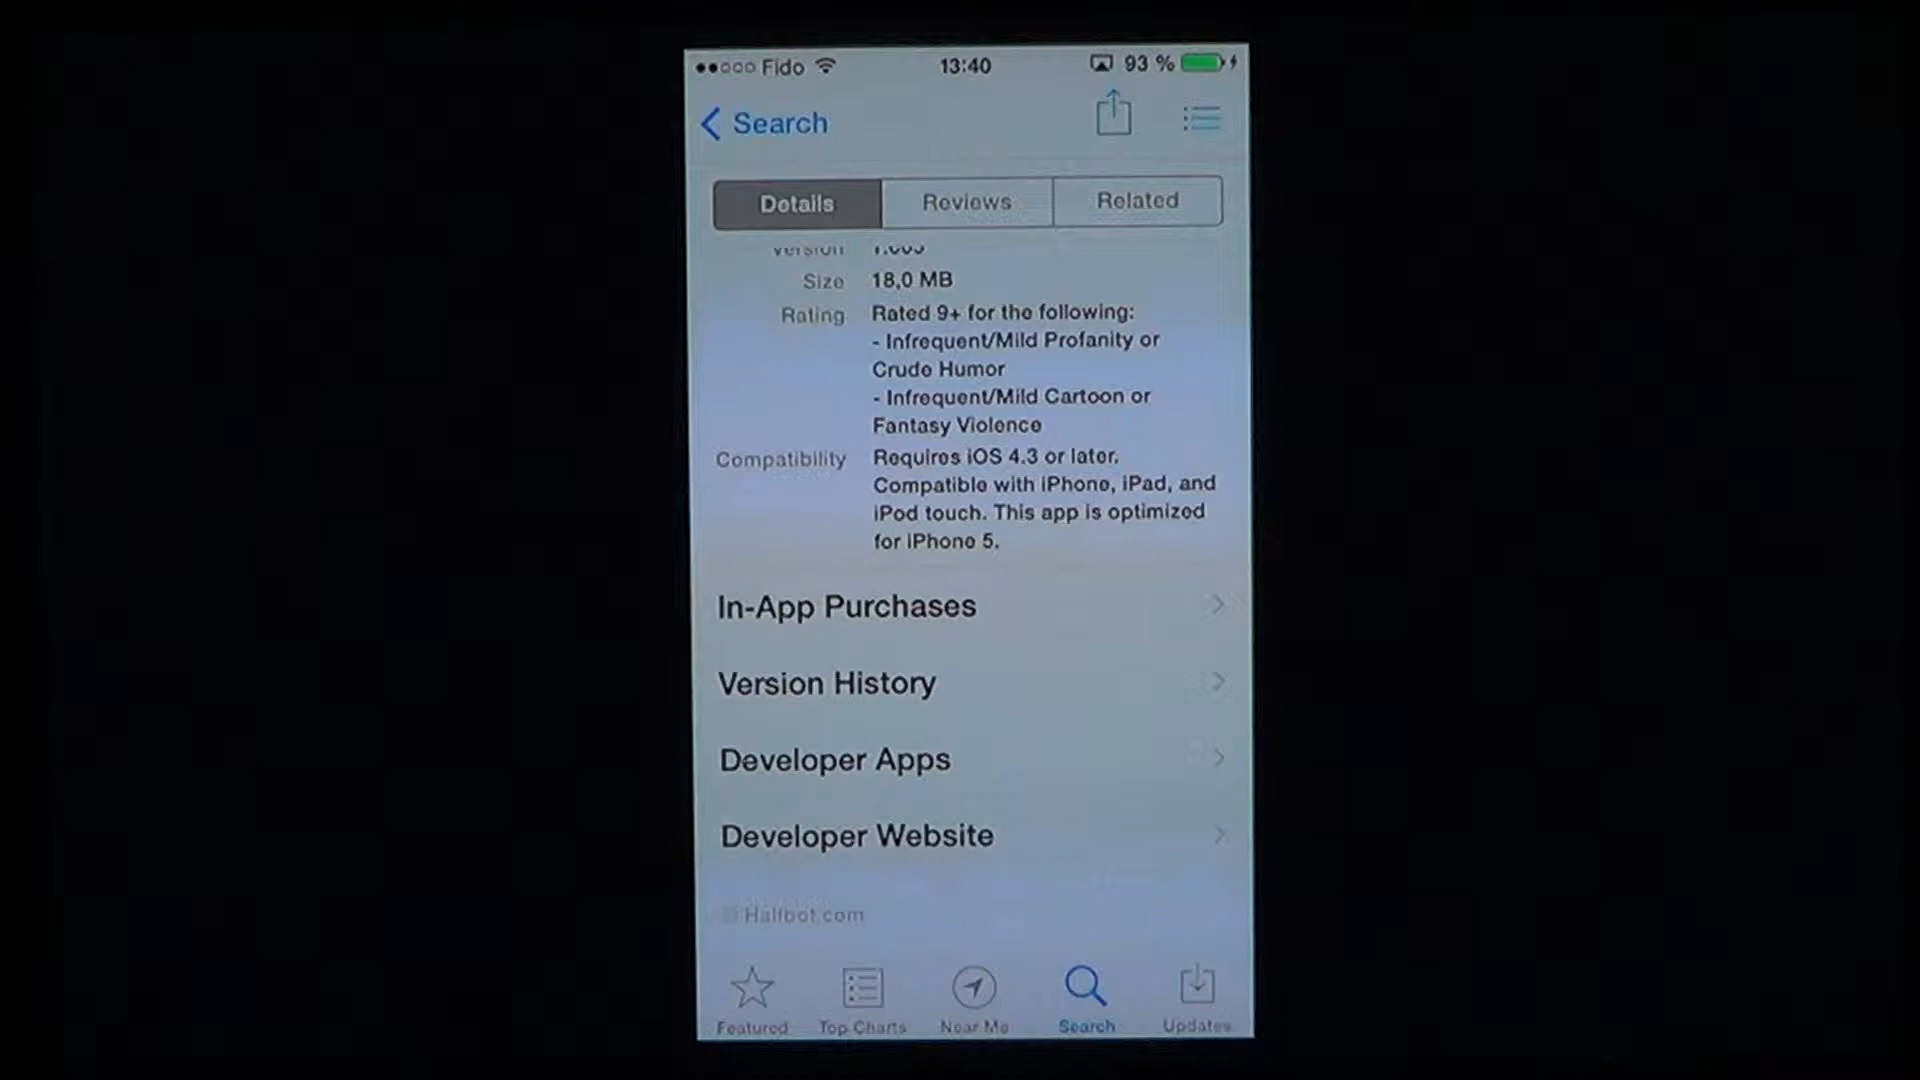 Fido 13:40 93 %
Search
Details Reviews Related
Version
Size 18,0 MB
Rating Rated 9+ for the following:
- Infrequent/Mild Profanity or
Crude Humor
- Infrequent/Mild Cartoon or
Fantasy Violence
Compatibility Requires iOS 4.3 or later.
Compatible with iPhone, iPad, and
iPod touch. This app is optimized
for iPhone 5.
In-App Purchases
Version History
Developer Apps
Developer Website
Halfbot.com
Featured Top Charts Near Me Search Updates